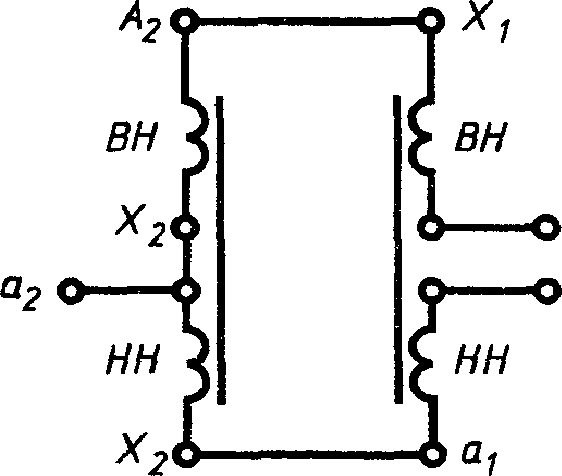 A2 X1
ВН ВН
X2
a2
НН НН
X2 a1